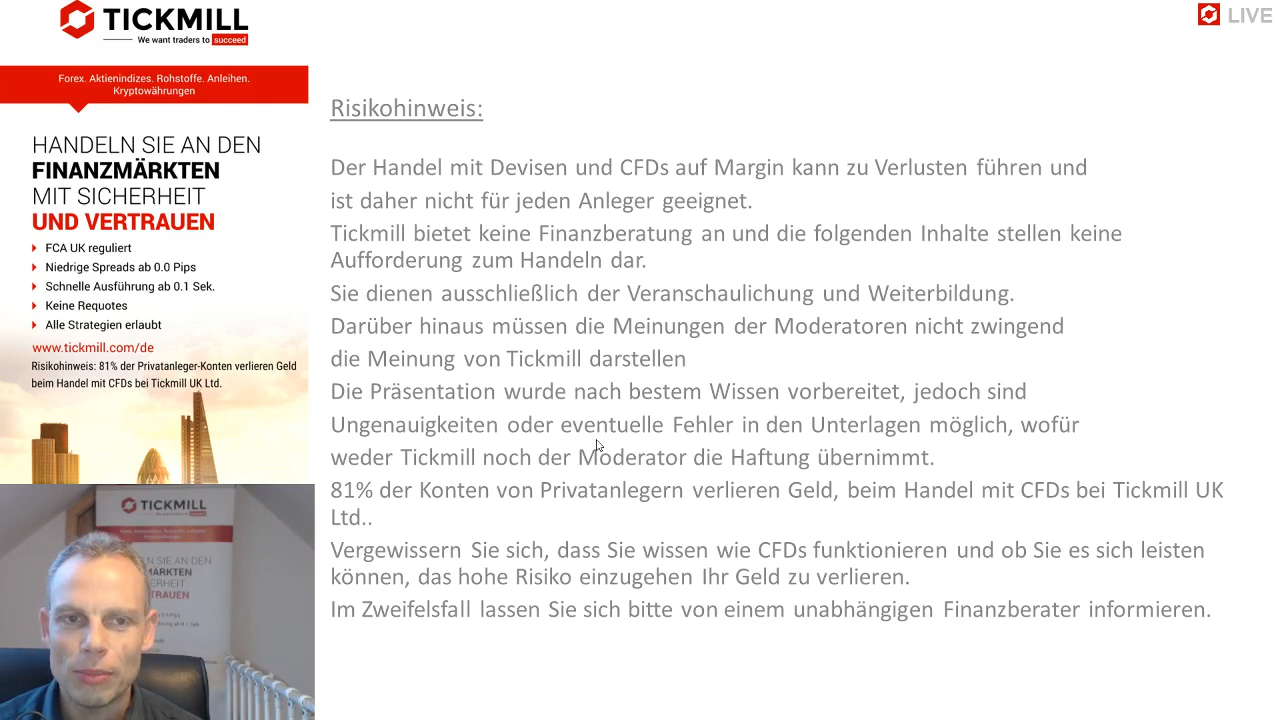 TICKMILL
We want traders to succeed
LIVE
Forex. Aktienindizes. Rohstoffe. Anleihen.
Kryptowährungen
HANDELN SIE AN DEN
FINANZMÄRKTEN
MIT SICHERHEIT
UND VERTRAUEN
FCA UK reguliert
Niedrige Spreads ab 0.0 Pips
Schnelle Ausführung ab 0.1 Sek.
Keine Requotes
Alle Strategien erlaubt
www.tickmill.com/de
Risikohinweis: 81% der Privatanleger-Konten verlieren Geld
beim Handel mit CFDs bei Tickmill UK Ltd.
Risikohinweis:
Der Handel mit Devisen und CFDs auf Margin kann zu Verlusten führen und
ist daher nicht für jeden Anleger geeignet.
Tickmill bietet keine Finanzberatung an und die folgenden Inhalte stellen keine
Aufforderung zum Handeln dar.
Sie dienen ausschließlich der Veranschaulichung und Weiterbildung.
Darüber hinaus müssen die Meinungen der Moderatoren nicht zwingend
die Meinung von Tickmill darstellen
Die Präsentation wurde nach bestem Wissen vorbereitet, jedoch sind
Ungenauigkeiten oder eventuelle Fehler in den Unterlagen möglich, wofür
weder Tickmill noch der Moderator die Haftung übernimmt.
81% der Konten von Privatanlegern verlieren Geld, beim Handel mit CFDs bei Tickmill UK
Ltd..
Vergewissern Sie sich, dass Sie wissen wie CFDs funktionieren und ob Sie es sich leisten
können, das hohe Risiko einzugehen Ihr Geld zu verlieren.
Im Zweifelsfall lassen Sie sich bitte von einem unabhängigen Finanzberater informieren.
TICKMILL
N SIE AN DEN
MÄRKTEN
HERHEIT
TRAUEN